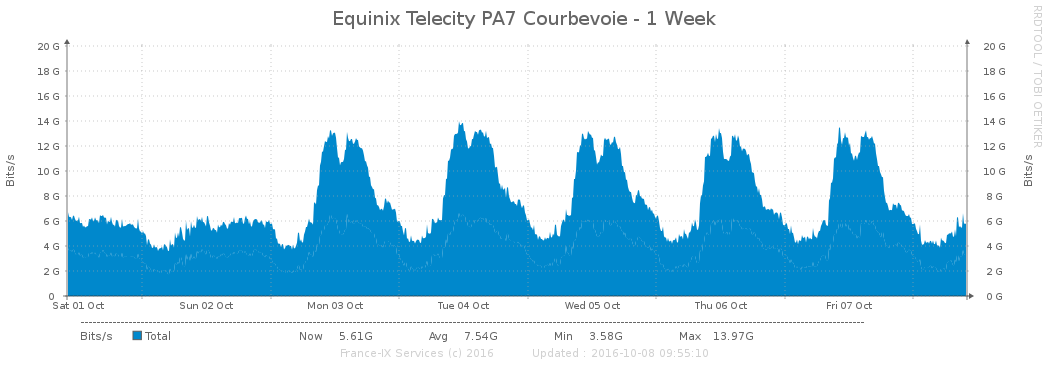 Equinix Telecity PA7 Courbevoie - 1 Week
RRDTOOL / TOBI OETIKER
Bits/s
20 G 20 G
18 G 18 G
16 G 16 G
14 G 14 G
12 G 12 G
10 G 10 G
8 G 8 G
6 G 6 G
4 G 4 G
2 G 2 G
0 0 G
Bits/s
Sat 01 Oct Sun 02 Oct Mon 03 Oct Tue 04 Oct Wed 05 Oct Thu 06 Oct Fri 07 Oct
Bits/s Total Now 5.61G Avg 7.54G Min 3.58G Max 13.97G
France-IX Services (c) 2016 Updated : 2016-10-08 09:55:10